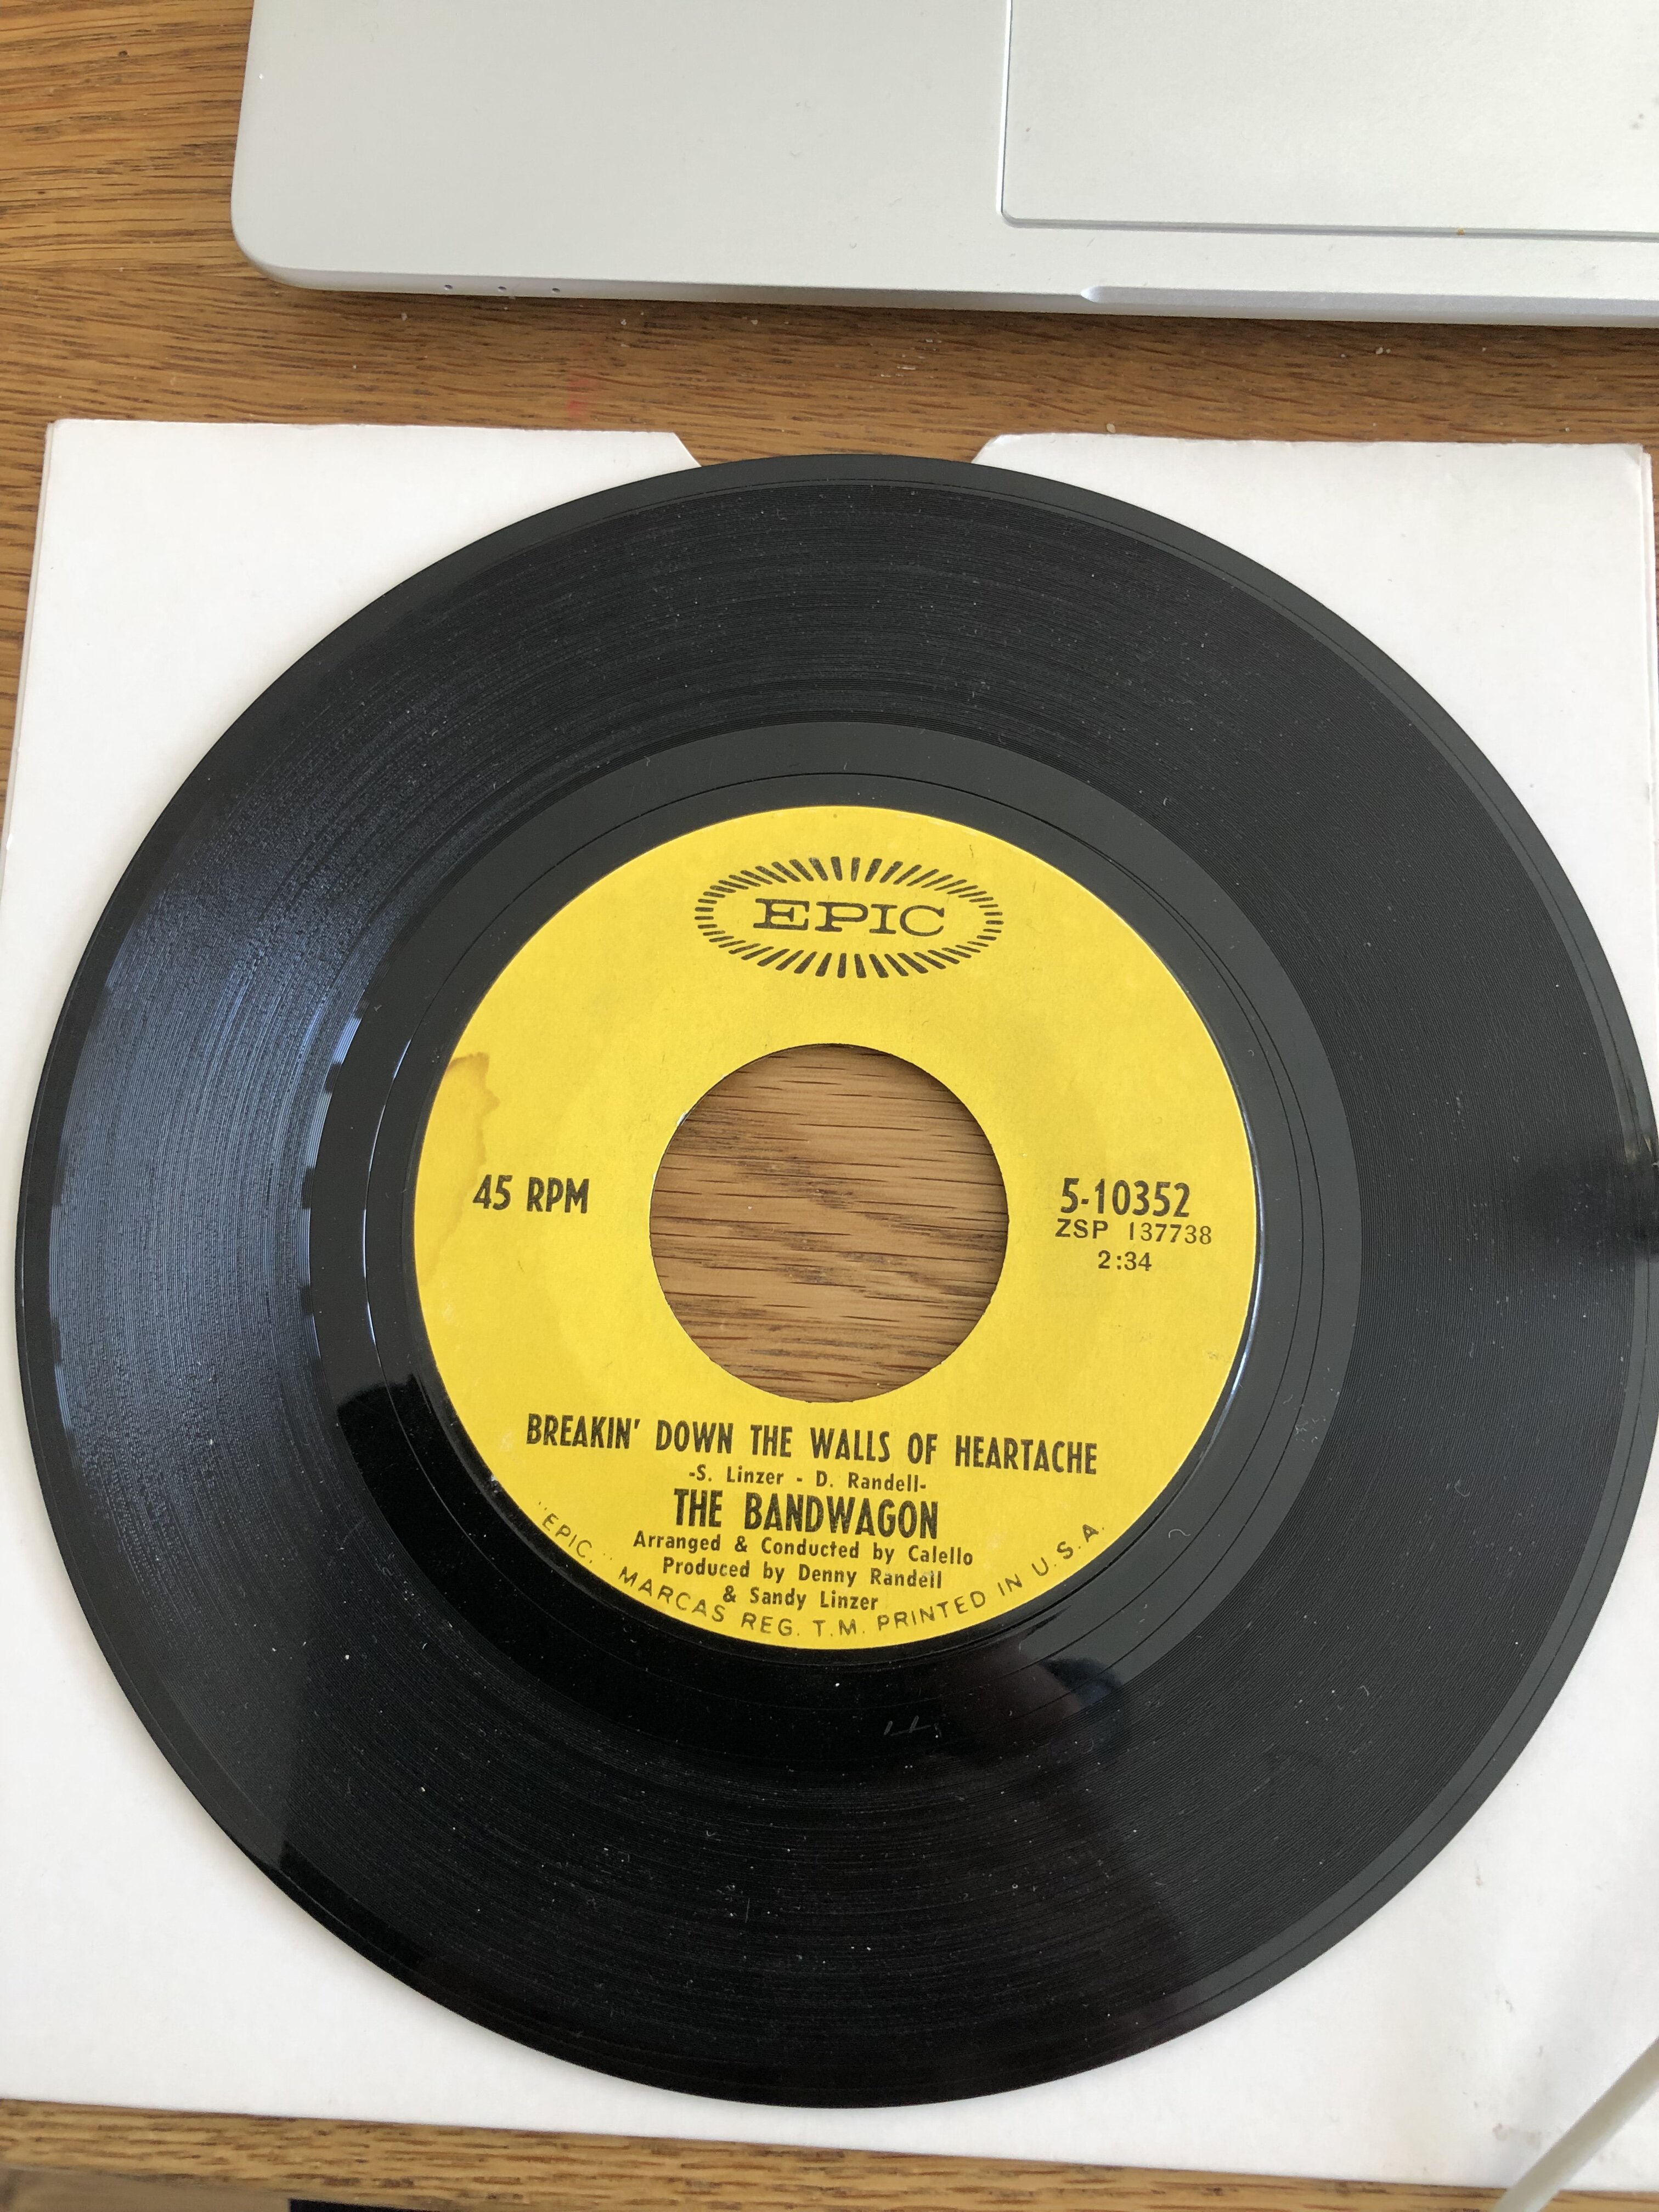 EPIC
45 RPM
5-10352
ZSP 137738
2:34
BREAKIN' DOWN THE WALLS OF HEARTACHE
-S. Linzer - D. Randell-
THE BANDWAGON
Arranged & Conducted by Calello
Produced by Denny Randell
& Sandy Linzer
"EPIC," MARCAS REG. T.M. PRINTED IN U.S.A.